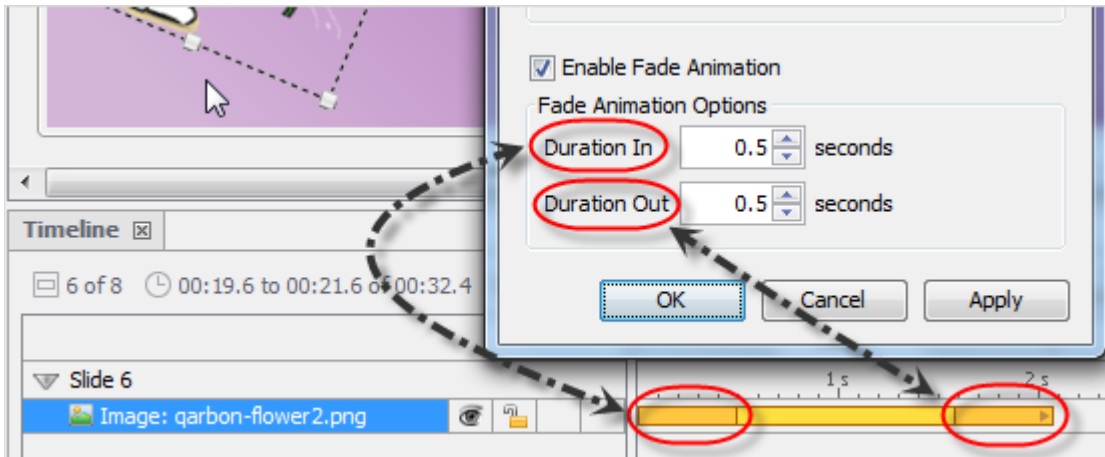 Enable Fade Animation
Fade Animation Options
Duration In 0.5 seconds
Duration Out 0.5 seconds
OK Cancel Apply
Timeline
6 of 8 00:19.6 to 00:21.6 of 00:32.4
Slide 6 1s 2s
Image: qarbon-flower2.png